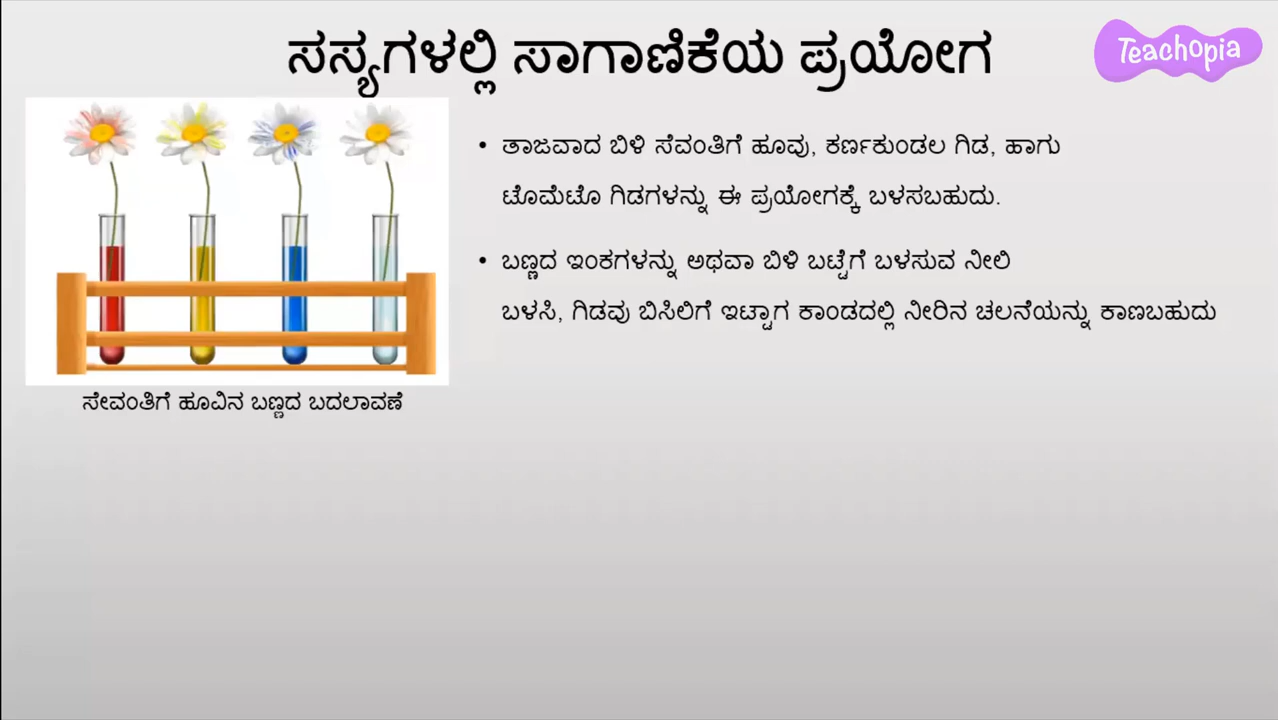 ಸಸ್ಯಗಳಲ್ಲಿ ಸಾಗಾಣಿಕೆಯ ಪ್ರಯೋಗ
Teachopia
• ತಾಜವಾದ ಬಿಳಿ ಸೆವಂತಿಗೆ ಹೂವು, ಕರ್ಣಕುಂಡಲ ಗಿಡ, ಹಾಗು
ಟೊಮೆಟೊ ಗಿಡಗಳನ್ನು ಈ ಪ್ರಯೋಗಕ್ಕೆ ಬಳಸಬಹುದು.
• ಬಣ್ಣದ ಇಂಕಗಳನ್ನು ಅಥವಾ ಬಿಳಿ ಬಟ್ಟೆಗೆ ಬಳಸುವ ನೀಲಿ
ಬಳಸಿ, ಗಿಡವು ಬಿಸಿಲಿಗೆ ಇಟ್ಟಾಗ ಕಾಂಡದಲ್ಲಿ ನೀರಿನ ಚಲನೆಯನ್ನು ಕಾಣಬಹುದು
ಸೇವಂತಿಗೆ ಹೂವಿನ ಬಣ್ಣದ ಬದಲಾವಣೆ